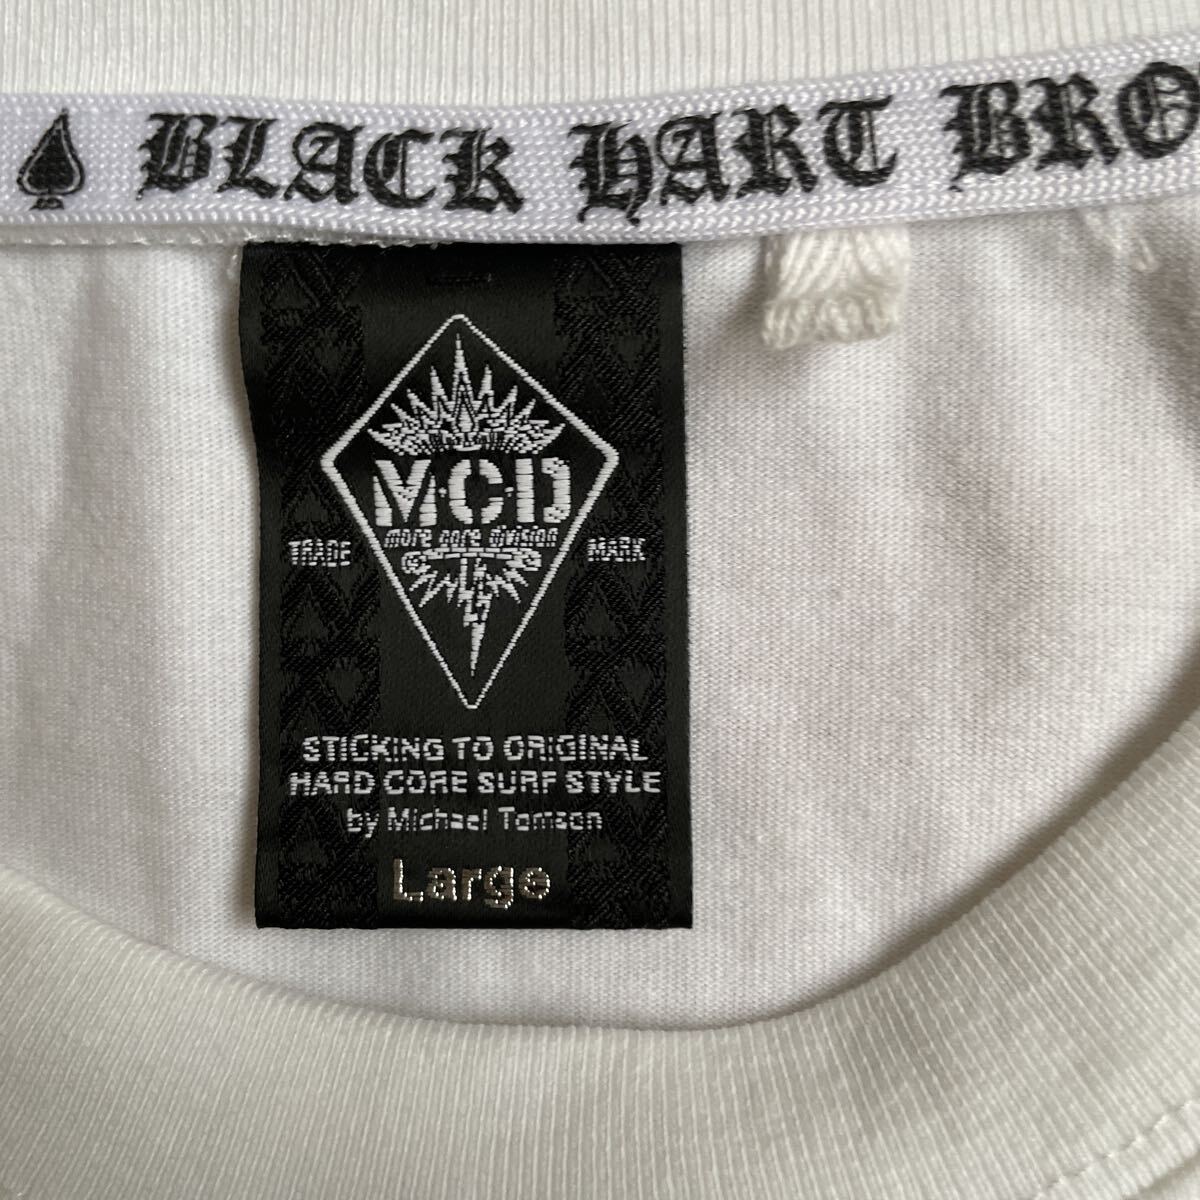 BLACK HART BRO
M·C·D
more core division
TRADE MARK
STICKING TO ORIGINAL
HARD CORE SURF STYLE
by Michael Tomson
Large